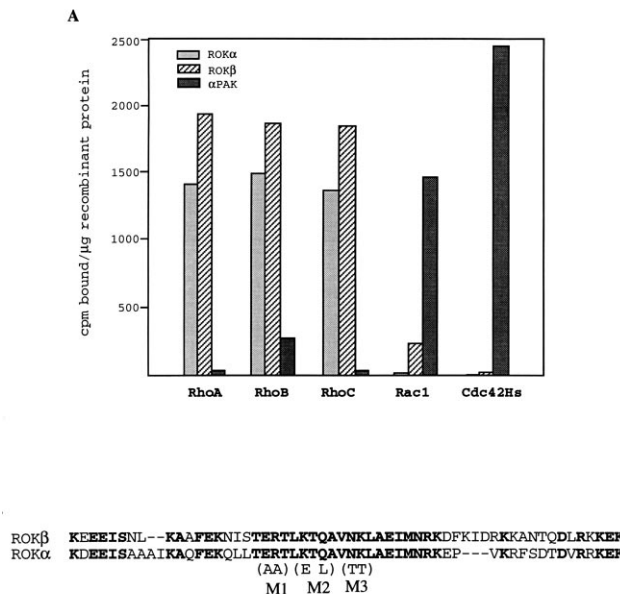 A
2500
2000
1500
1000
500
cpm bound/μg recombinant protein
ROKα
ROKβ
αPAK
RhoA RhoB RhoC Rac1 Cdc42Hs
ROKβ KEEEISNL--KAAFEKNISTERTLKTQAVNKLAEIMNRKDFKIDRKKANTQDLRKKEK
ROKα KDEEISAAAIKAQFEKQLLTERTLKTQAVNKLAEIMNRKEP---VKRFSDTDVRRKEK
(AA) (E L) (TT)
M1 M2 M3